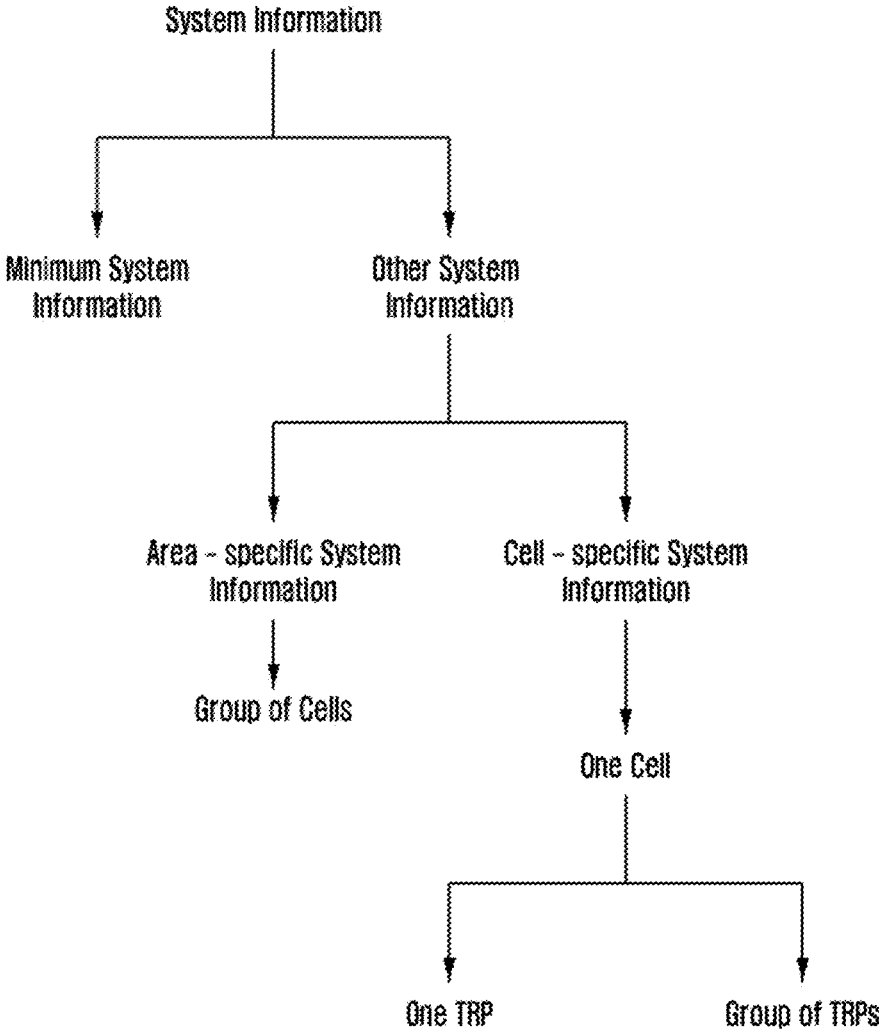 System Information
Minimum System
Information
Other System
Information
Area - specific System
Information
Cell - specific System
Information
Group of Cells
One Cell
One TRP
Group of TRPs